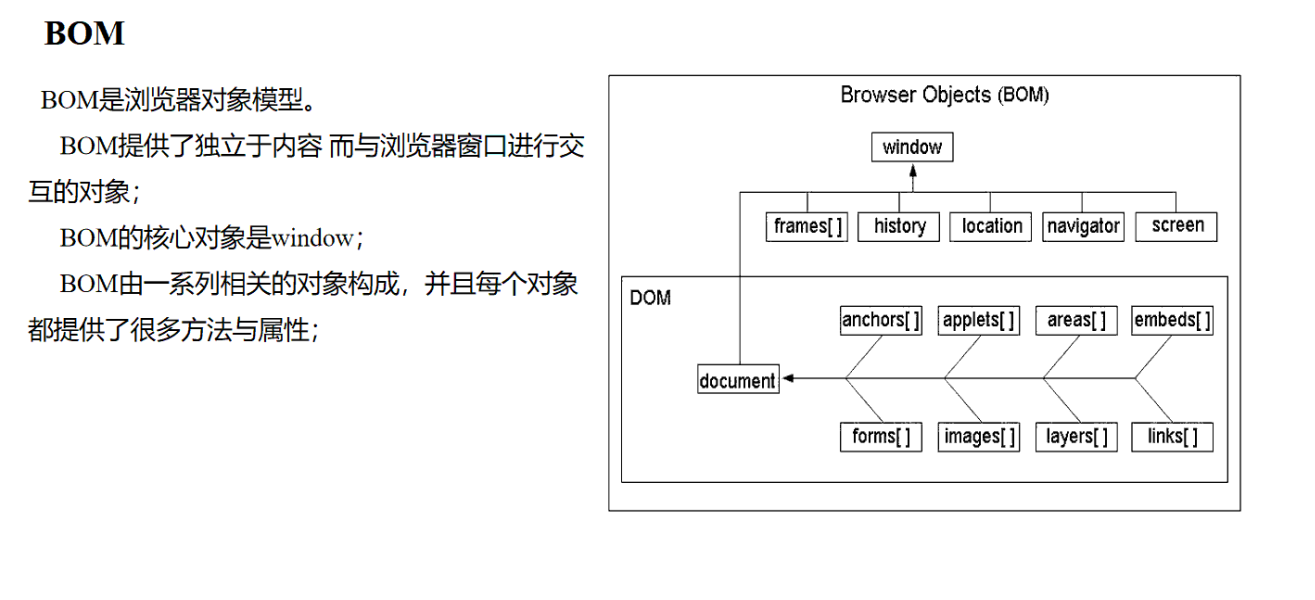 BOM
BOM是浏览器对象模型。
BOM提供了独立于内容 而与浏览器窗口进行交
互的对象；
BOM的核心对象是window；
BOM由一系列相关的对象构成，并且每个对象
都提供了很多方法与属性；
Browser Objects (BOM)
window
frames[ ] history location navigator screen
DOM
anchors[ ] applets[ ] areas[ ] embeds[ ]
document
forms[ ] images[ ] layers[ ] links[ ]